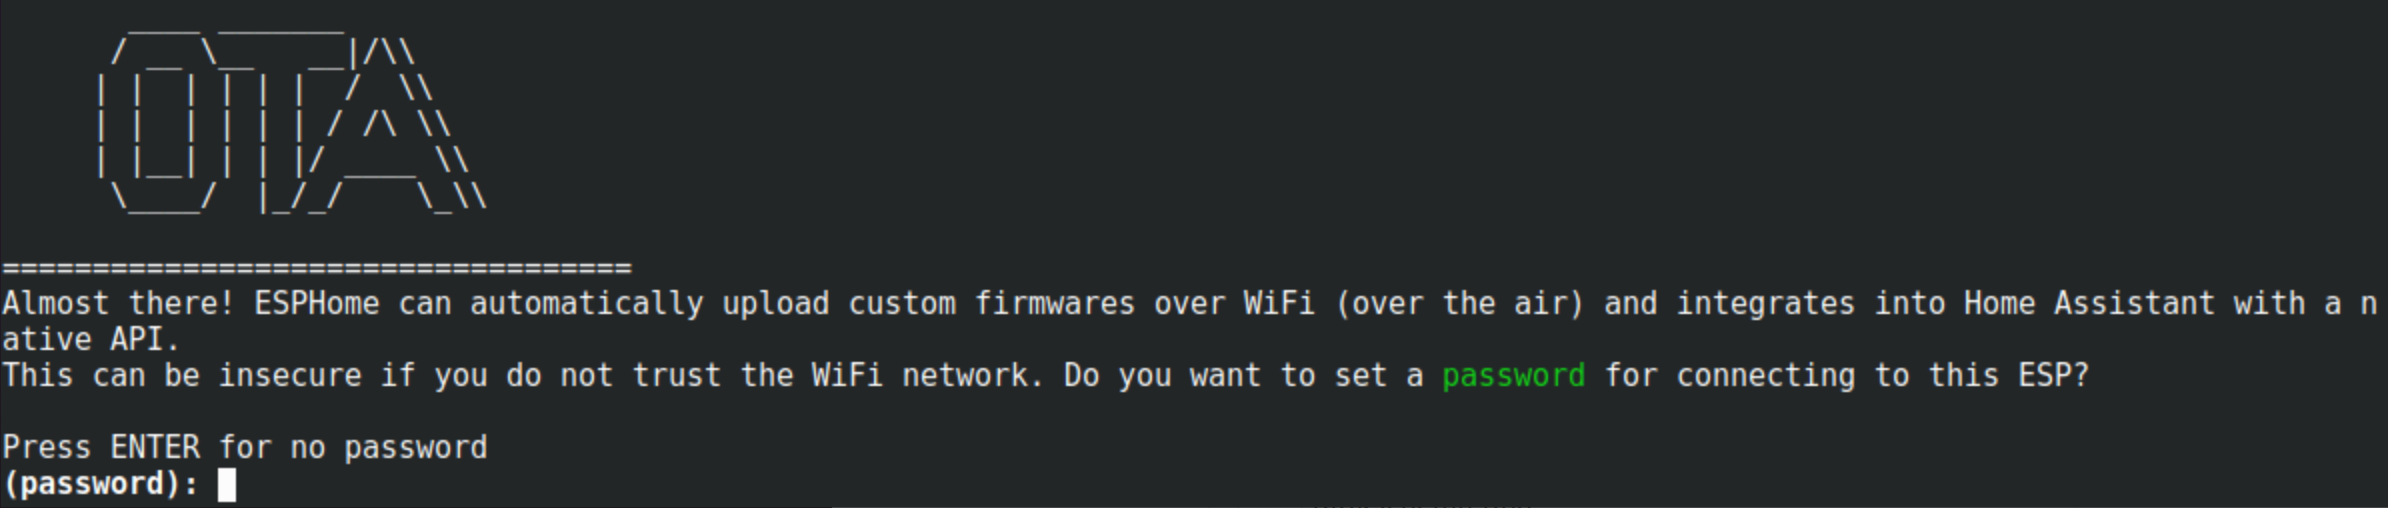 OTA
===================================
Almost there! ESPHome can automatically upload custom firmwares over WiFi (over the air) and integrates into Home Assistant with a n
ative API.
This can be insecure if you do not trust the WiFi network. Do you want to set a password for connecting to this ESP?
Press ENTER for no password
(password):